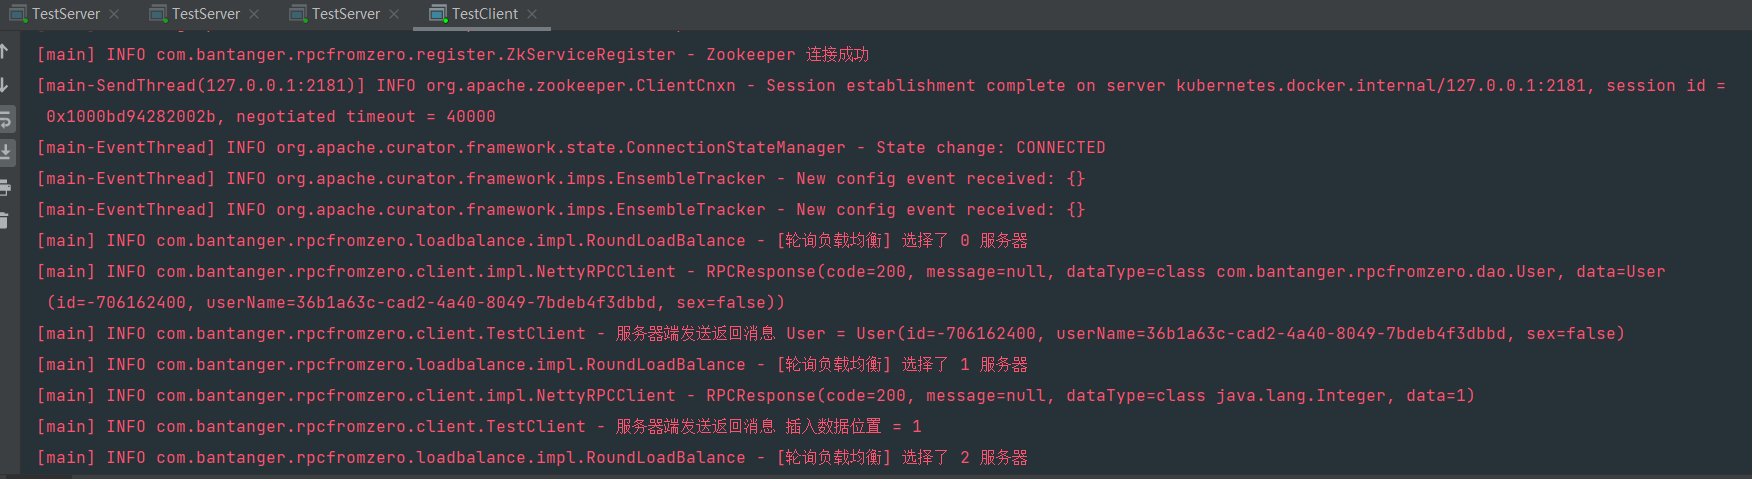 TestServer TestServer TestServer TestClient
[main] INFO com.bantanger.rpcfromzero.register.ZkServiceRegister - Zookeeper 连接成功
[main-SendThread(127.0.0.1:2181)] INFO org.apache.zookeeper.ClientCnxn - Session establishment complete on server kubernetes.docker.internal/127.0.0.1:2181, session id =
0x1000bd94282002b, negotiated timeout = 40000
[main-EventThread] INFO org.apache.curator.framework.state.ConnectionStateManager - State change: CONNECTED
[main-EventThread] INFO org.apache.curator.framework.imps.EnsembleTracker - New config event received: {}
[main-EventThread] INFO org.apache.curator.framework.imps.EnsembleTracker - New config event received: {}
[main] INFO com.bantanger.rpcfromzero.loadbalance.impl.RoundLoadBalance - [轮询负载均衡] 选择了 0 服务器
[main] INFO com.bantanger.rpcfromzero.client.impl.NettyRPCClient - RPCResponse(code=200, message=null, dataType=class com.bantanger.rpcfromzero.dao.User, data=User
(id=-706162400, userName=36b1a63c-cad2-4a40-8049-7bdeb4f3dbbd, sex=false))
[main] INFO com.bantanger.rpcfromzero.client.TestClient - 服务器端发送返回消息 User = User(id=-706162400, userName=36b1a63c-cad2-4a40-8049-7bdeb4f3dbbd, sex=false)
[main] INFO com.bantanger.rpcfromzero.loadbalance.impl.RoundLoadBalance - [轮询负载均衡] 选择了 1 服务器
[main] INFO com.bantanger.rpcfromzero.client.impl.NettyRPCClient - RPCResponse(code=200, message=null, dataType=class java.lang.Integer, data=1)
[main] INFO com.bantanger.rpcfromzero.client.TestClient - 服务器端发送返回消息 插入数据位置 = 1
[main] INFO com.bantanger.rpcfromzero.loadbalance.impl.RoundLoadBalance - [轮询负载均衡] 选择了 2 服务器